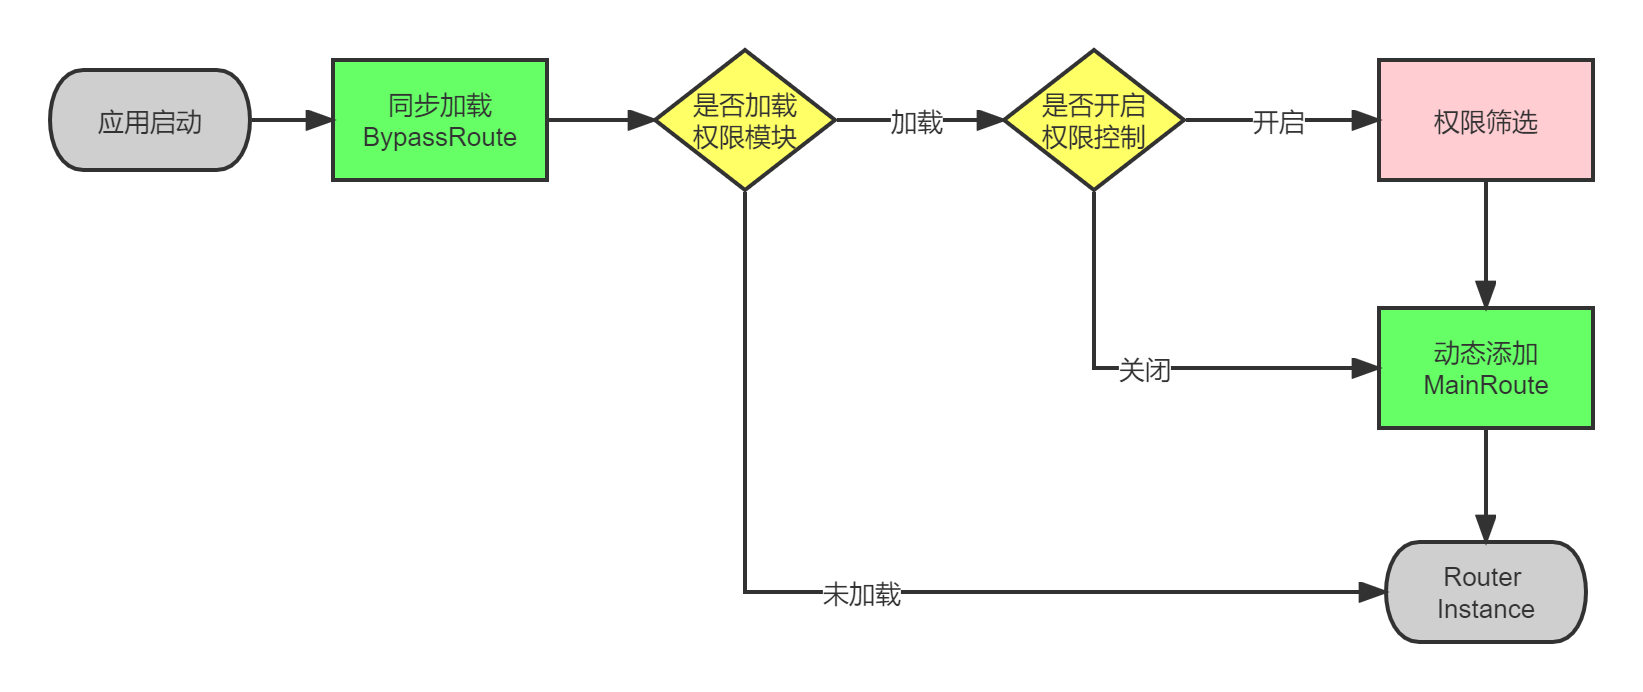 应用启动
同步加载
BypassRoute
是否加载
权限模块
加载
是否开启
权限控制
开启
权限筛选
关闭
动态添加
MainRoute
未加载
Router
Instance